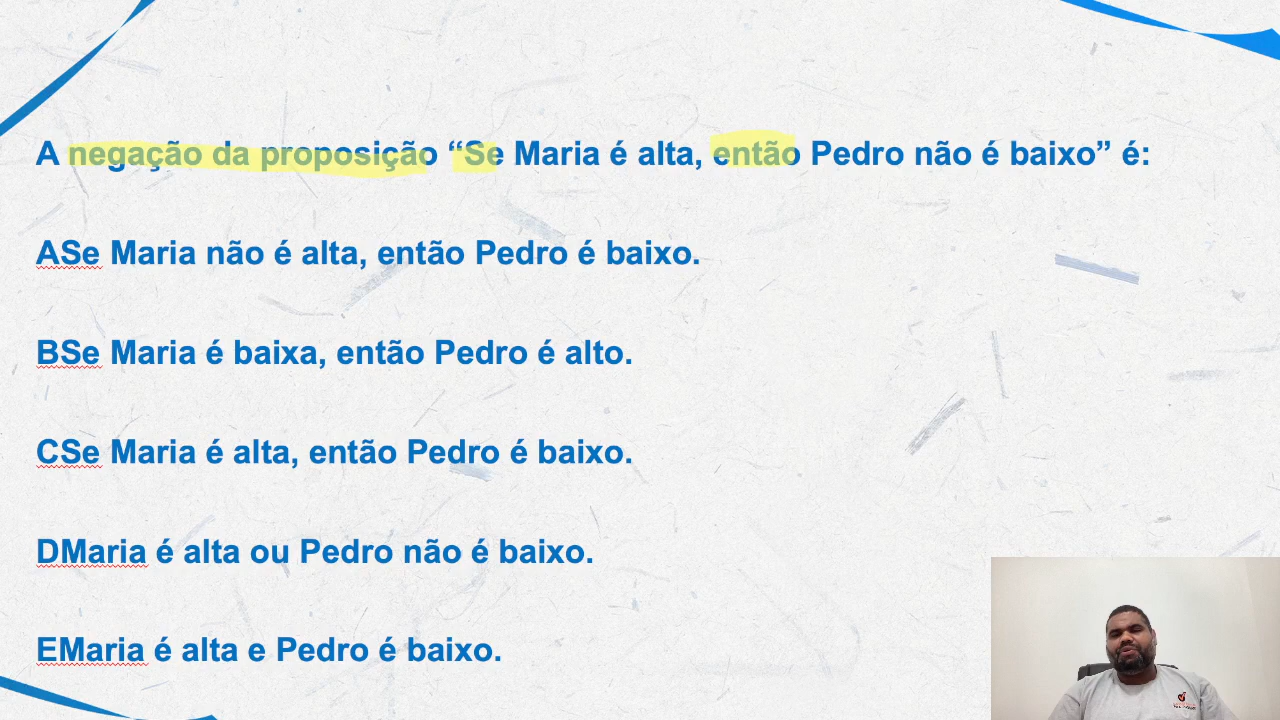 A negação da proposição “Se Maria é alta, então Pedro não é baixo” é:
ASe Maria não é alta, então Pedro é baixo.
BSe Maria é baixa, então Pedro é alto.
CSe Maria é alta, então Pedro é baixo.
DMaria é alta ou Pedro não é baixo.
EMaria é alta e Pedro é baixo.